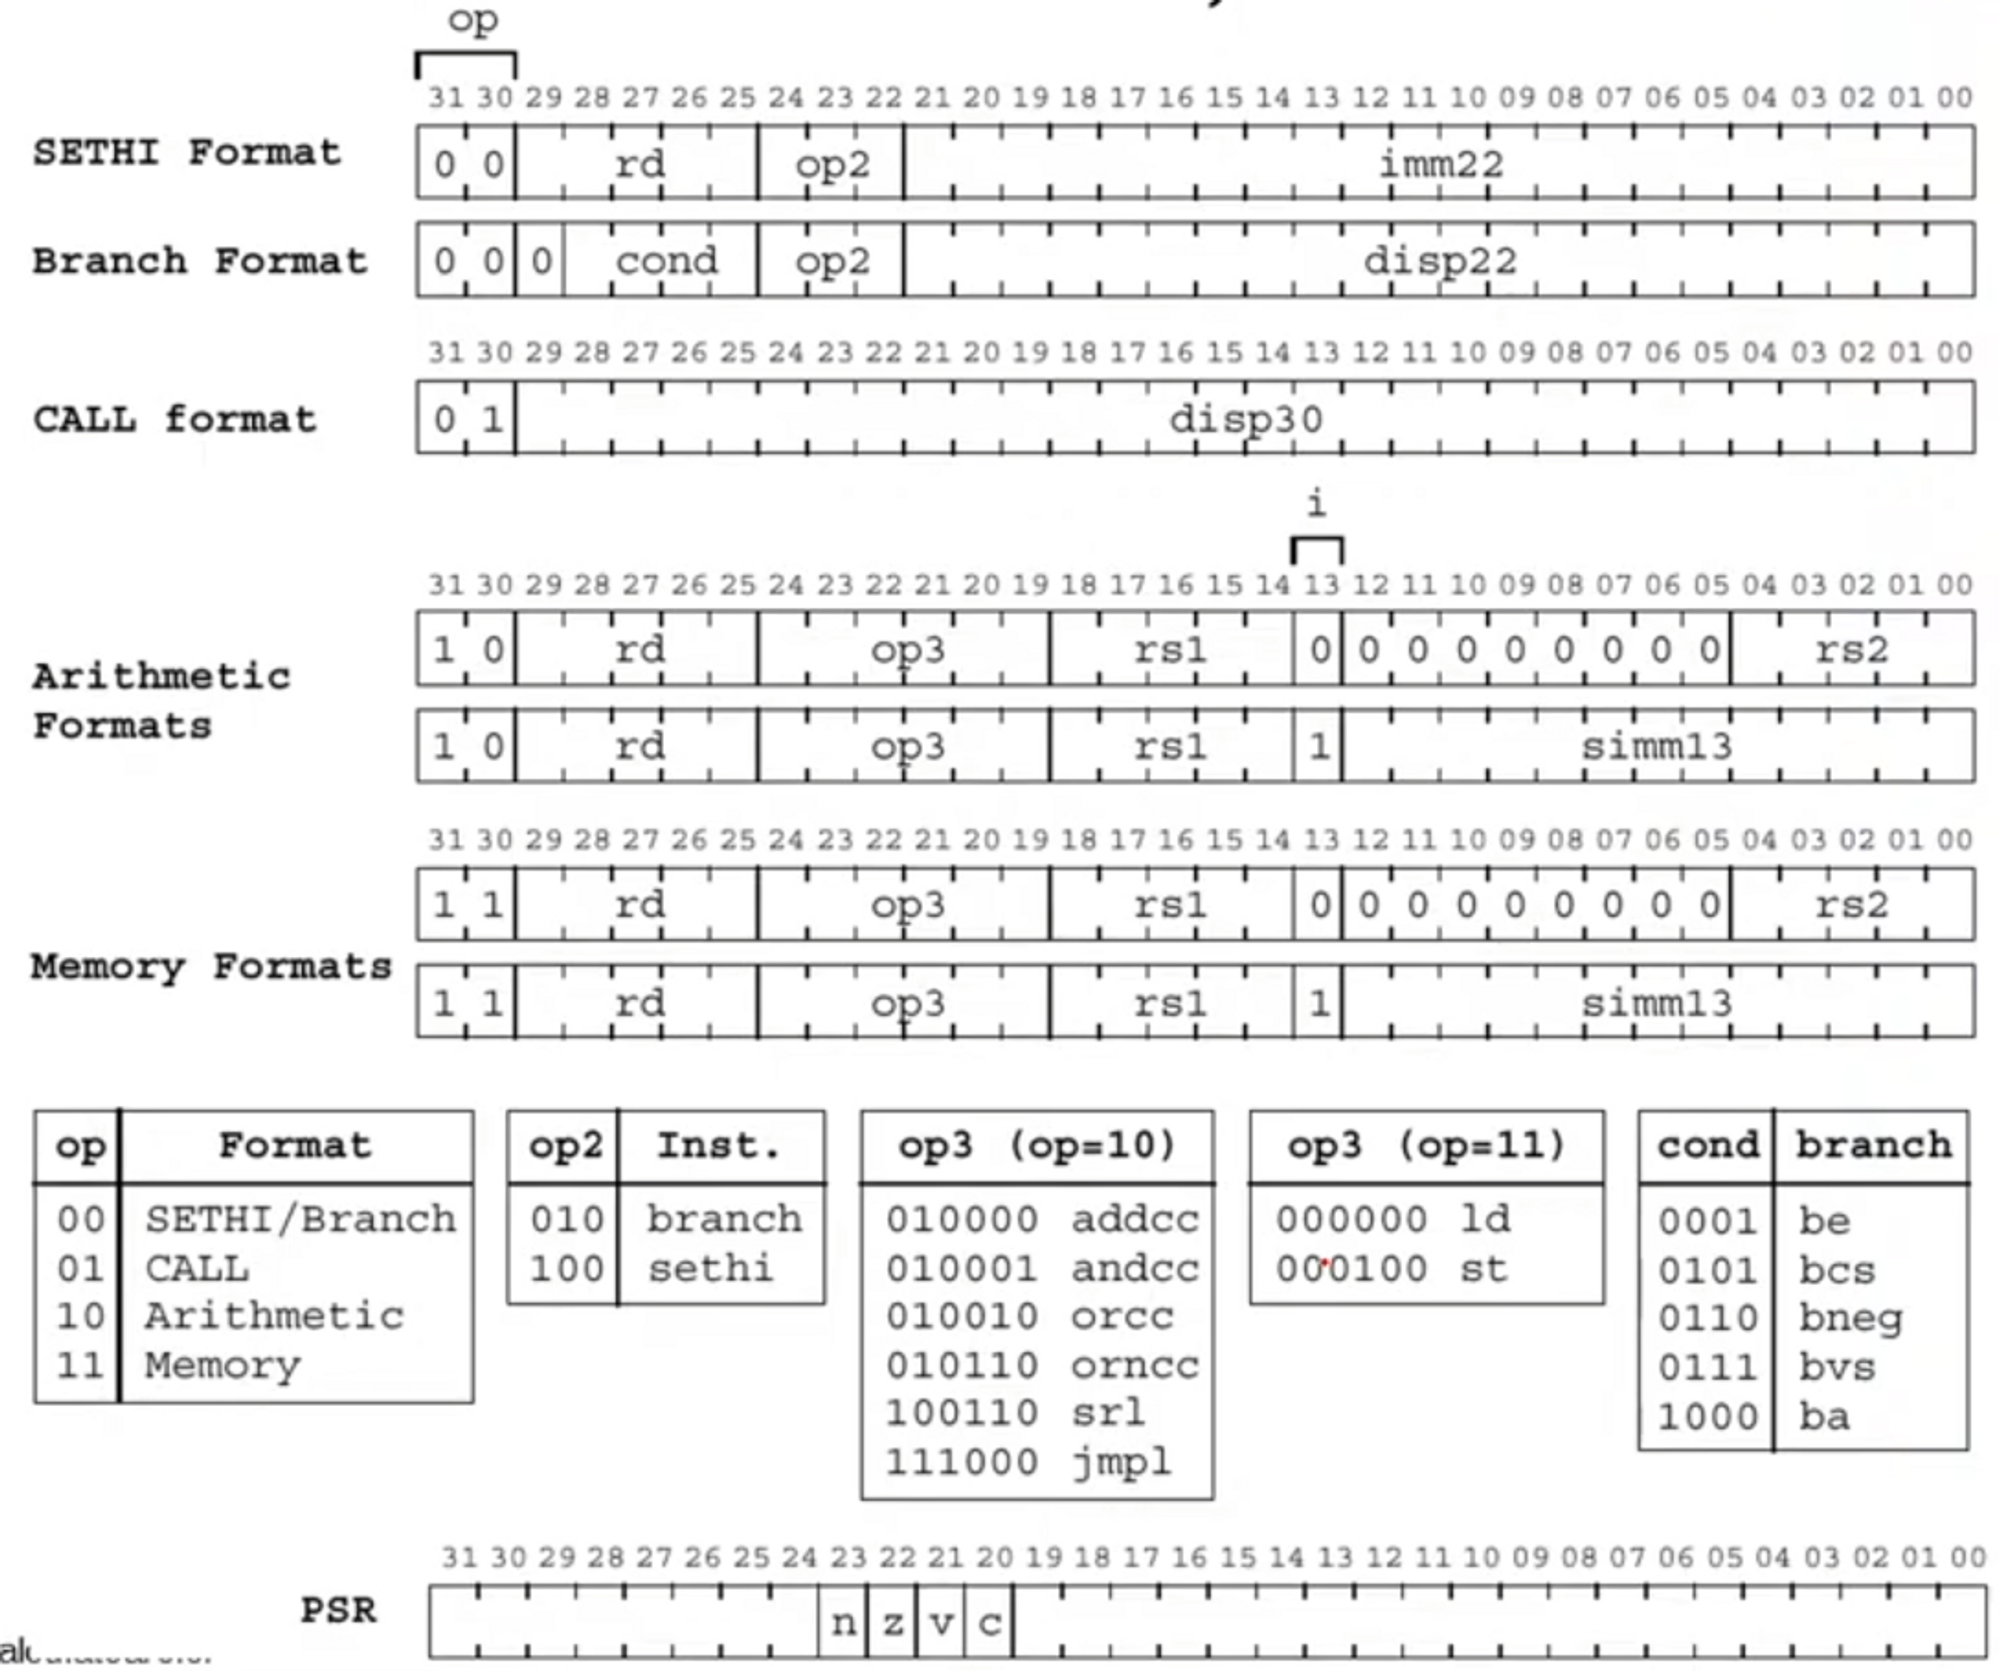 op
31 30 29 28 27 26 25 24 23 22 21 20 19 18 17 16 15 14 13 12 11 10 09 08 07 06 05 04 03 02 01 00
SETHI Format 0 0 rd op2 imm22
Branch Format 0 0 0 cond op2 disp22
31 30 29 28 27 26 25 24 23 22 21 20 19 18 17 16 15 14 13 12 11 10 09 08 07 06 05 04 03 02 01 00
CALL format 0 1 disp30
i
31 30 29 28 27 26 25 24 23 22 21 20 19 18 17 16 15 14 13 12 11 10 09 08 07 06 05 04 03 02 01 00
Arithmetic
Formats
1 0 rd op3 rs1 0 0 0 0 0 0 0 0 0 rs2
1 0 rd op3 rs1 1 simm13
31 30 29 28 27 26 25 24 23 22 21 20 19 18 17 16 15 14 13 12 11 10 09 08 07 06 05 04 03 02 01 00
Memory Formats
1 1 rd op3 rs1 0 0 0 0 0 0 0 0 0 rs2
1 1 rd op3 rs1 1 simm13
op Format
00 SETHI/Branch
01 CALL
10 Arithmetic
11 Memory
op2 Inst.
010 branch
100 sethi
op3 (op=10)
010000 addcc
010001 andcc
010010 orcc
010110 orncc
100110 srl
111000 jmpl
op3 (op=11)
000000 ld
000100 st
cond branch
0001 be
0101 bcs
0110 bneg
0111 bvs
1000 ba
31 30 29 28 27 26 25 24 23 22 21 20 19 18 17 16 15 14 13 12 11 10 09 08 07 06 05 04 03 02 01 00
PSR n z v c